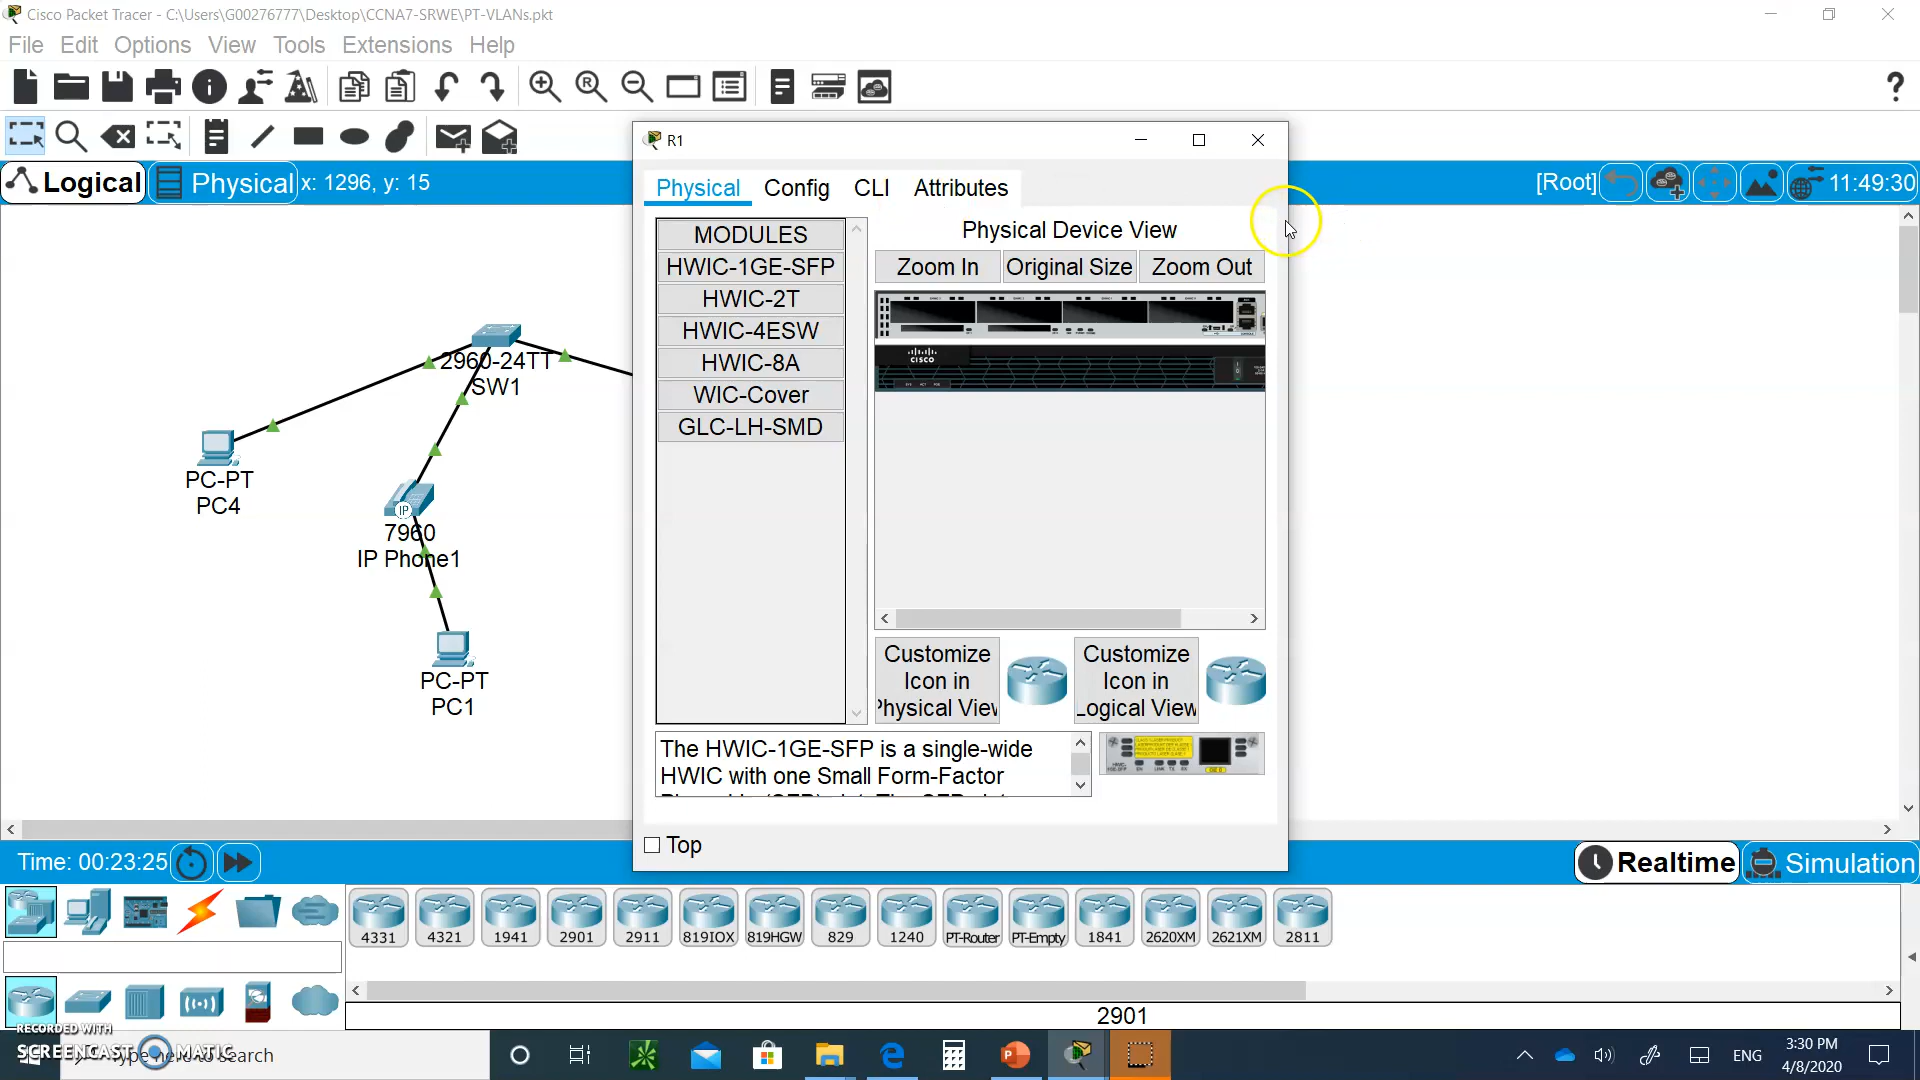 Cisco Packet Tracer - C:\Users\G00276777\Desktop\CCNA7-SRWE\PT-VLANs.pkt
File Edit Options View Tools Extensions Help
?
R1
Logical Physical x: 1296, y: 15
[Root] 11:49:30
Physical Config CLI Attributes
MODULES
HWIC-1GE-SFP
HWIC-2T
HWIC-4ESW
HWIC-8A
WIC-Cover
GLC-LH-SMD
Physical Device View
Zoom In Original Size Zoom Out
CISCO
2960-24TT
SW1
PC-PT
PC4
IP
7960
IP Phone1
PC-PT
PC1
Customize
Icon in
Physical View
Customize
Icon in
Logical View
The HWIC-1GE-SFP is a single-wide
HWIC with one Small Form-Factor
Top
Time: 00:23:25
Realtime Simulation
4331 4321 1941 2901 2911 819IOX 819HGW 829 1240 PT-Router PT-Empty 1841 2620XM 2621XM 2811
2901
RECORDED WITH
SCREENCAST MATIC
Type here to search
ENG
3:30 PM
4/8/2020